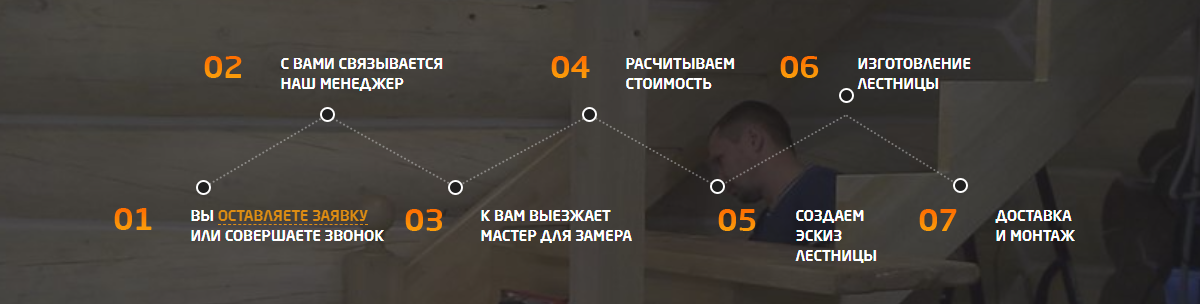 01
ВЫ ОСТАВЛЯЕТЕ ЗАЯВКУ
ИЛИ СОВЕРШАЕТЕ ЗВОНОК
02
С ВАМИ СВЯЗЫВАЕТСЯ
НАШ МЕНЕДЖЕР
03
К ВАМ ВЫЕЗЖАЕТ
МАСТЕР ДЛЯ ЗАМЕРА
04
РАСЧИТЫВАЕМ
СТОИМОСТЬ
05
СОЗДАЕМ
ЭСКИЗ
ЛЕСТНИЦЫ
06
ИЗГОТОВЛЕНИЕ
ЛЕСТНИЦЫ
07
ДОСТАВКА
И МОНТАЖ